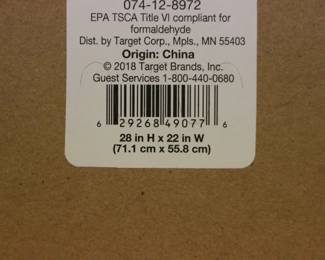 074-12-8972
EPA TSCA Title VI compliant for
formaldehyde
Dist. by Target Corp., Mpls., MN 55403
Origin: China
© 2018 Target Brands, Inc.
Guest Services 1-800-440-0680
6 29268 49077 6
28 in H x 22 in W
(71.1 cm x 55.8 cm)